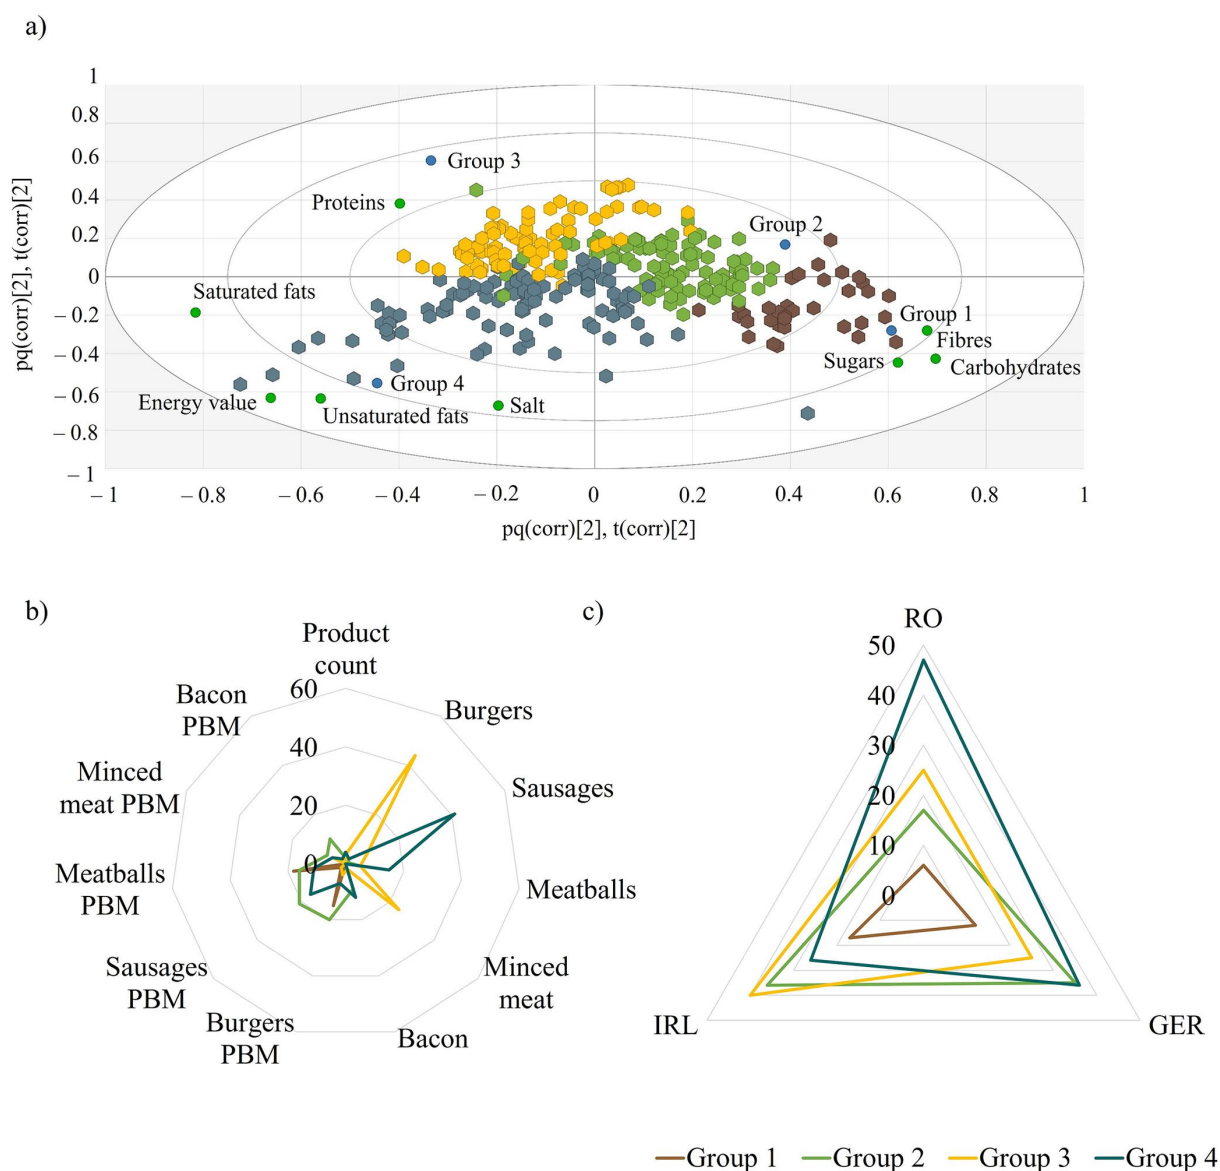 a)
1
0.8
0.6
0.4
0.2
0
– 0.2
– 0.4
– 0.6
– 0.8
– 1
pq(corr)[2], t(corr)[2]
Group 3
Proteins
Group 2
Saturated fats
Group 1
Fibres
Sugars
Carbohydrates
Group 4
Energy value
Unsaturated fats
Salt
– 1
– 0.8
– 0.6
– 0.4
– 0.2
0
0.2
0.4
0.6
0.8
1
pq(corr)[2], t(corr)[2]
b)
Product
count
Burgers
Sausages
Meatballs
Minced
meat
Bacon
Burgers
PBM
Sausages
PBM
Meatballs
PBM
Minced
meat PBM
Bacon
PBM
60
40
20
0
c)
RO
50
40
30
20
10
0
IRL
GER
Group 1
Group 2
Group 3
Group 4